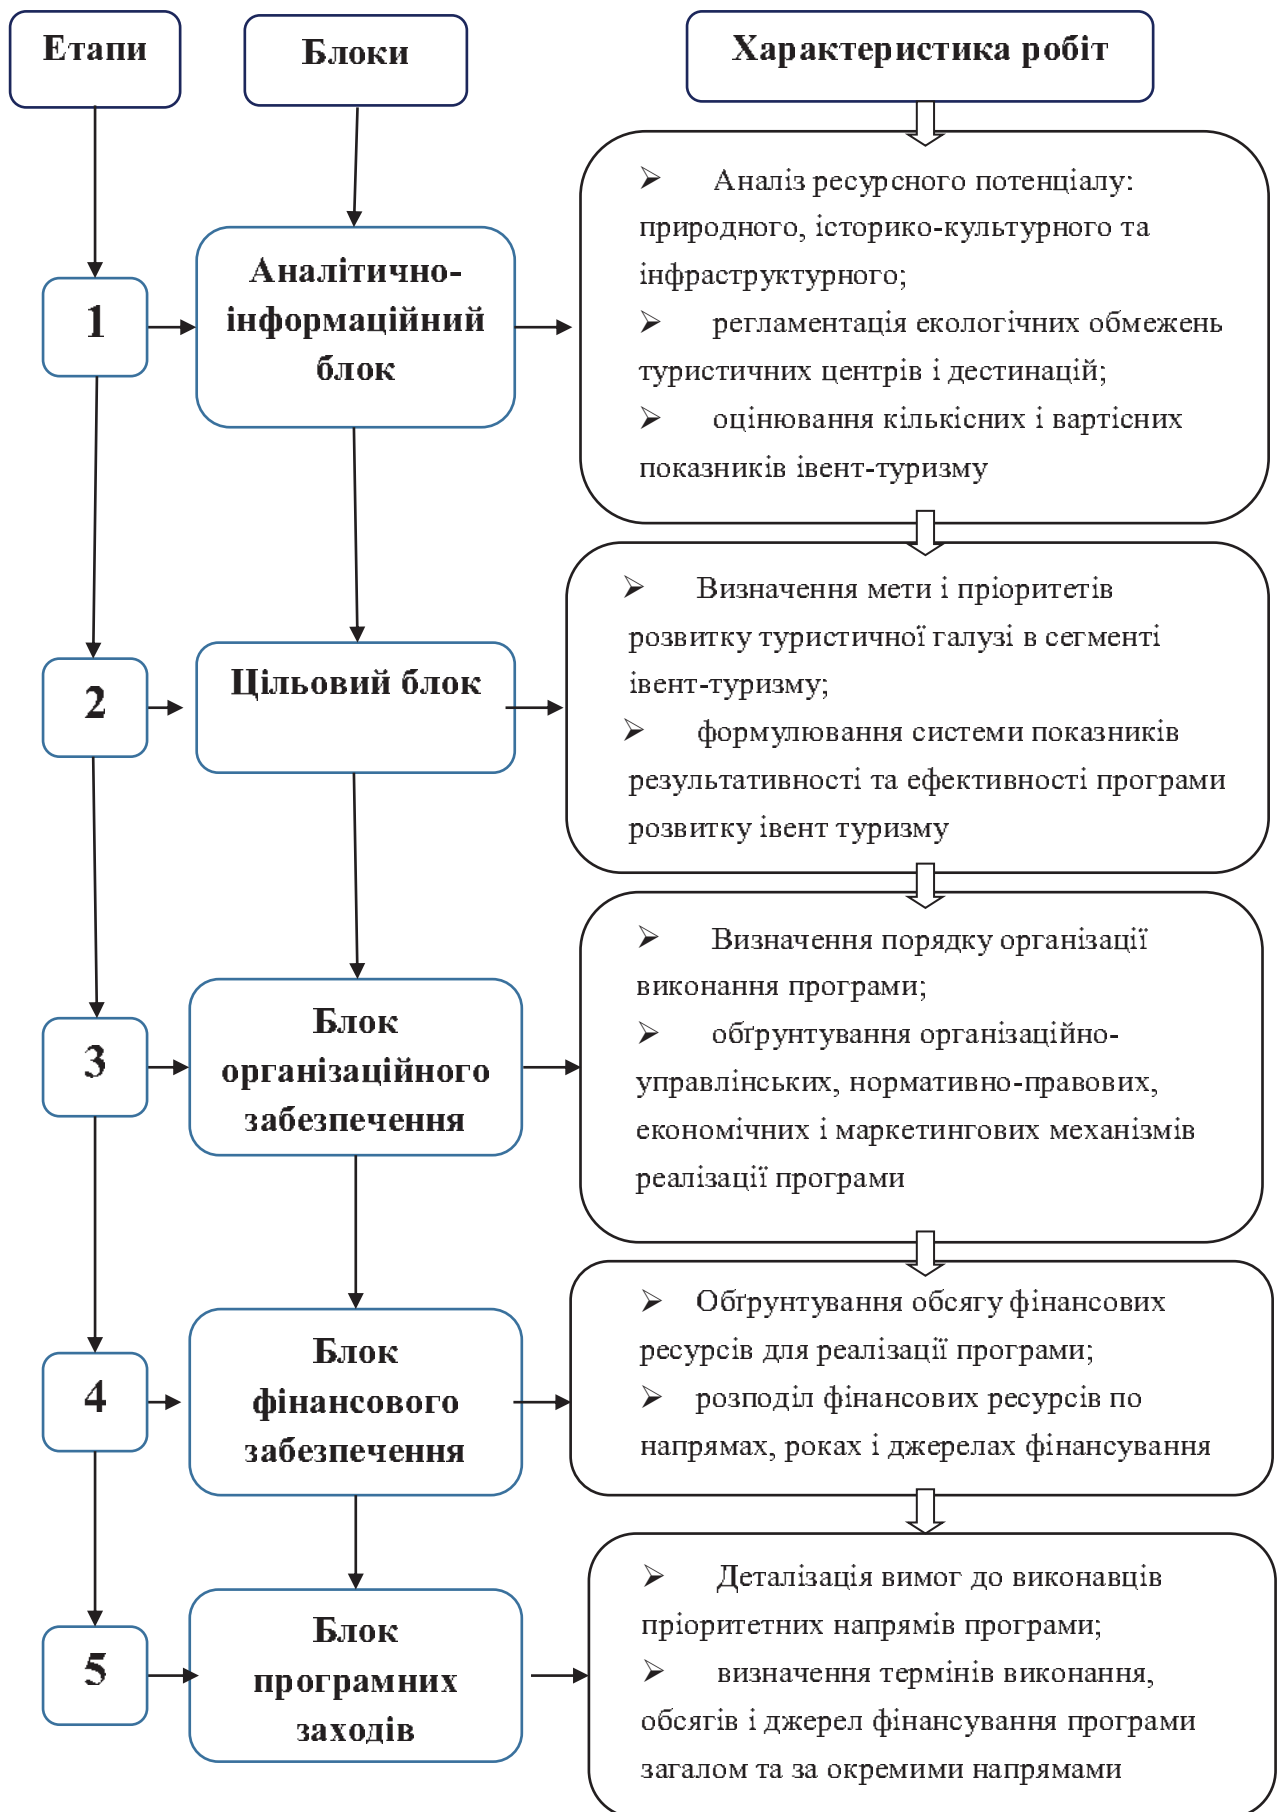 Етапи
Блоки
Характеристика робіт
1
Аналітично-
інформаційний
блок
➢ Аналіз ресурсного потенціалу:
природного, історико-культурного та
інфраструктурного;
➢ регламентація екологічних обмежень
туристичних центрів і дестинацій;
➢ оцінювання кількісних і вартісних
показників івент-туризму
2
Цільовий блок
➢ Визначення мети і пріоритетів
розвитку туристичної галузі в сегменті
івент-туризму;
➢ формулювання системи показників
результативності та ефективності програми
розвитку івент туризму
3
Блок
організаційного
забезпечення
➢ Визначення порядку організації
виконання програми;
➢ обґрунтування організаційно-
управлінських, нормативно-правових,
економічних і маркетингових механізмів
реалізації програми
4
Блок
фінансового
забезпечення
➢ Обґрунтування обсягу фінансових
ресурсів для реалізації програми;
➢ розподіл фінансових ресурсів по
напрямах, роках і джерелах фінансування
5
Блок
програмних
заходів
➢ Деталізація вимог до виконавців
пріоритетних напрямів програми;
➢ визначення термінів виконання,
обсягів і джерел фінансування програми
загалом та за окремими напрямами